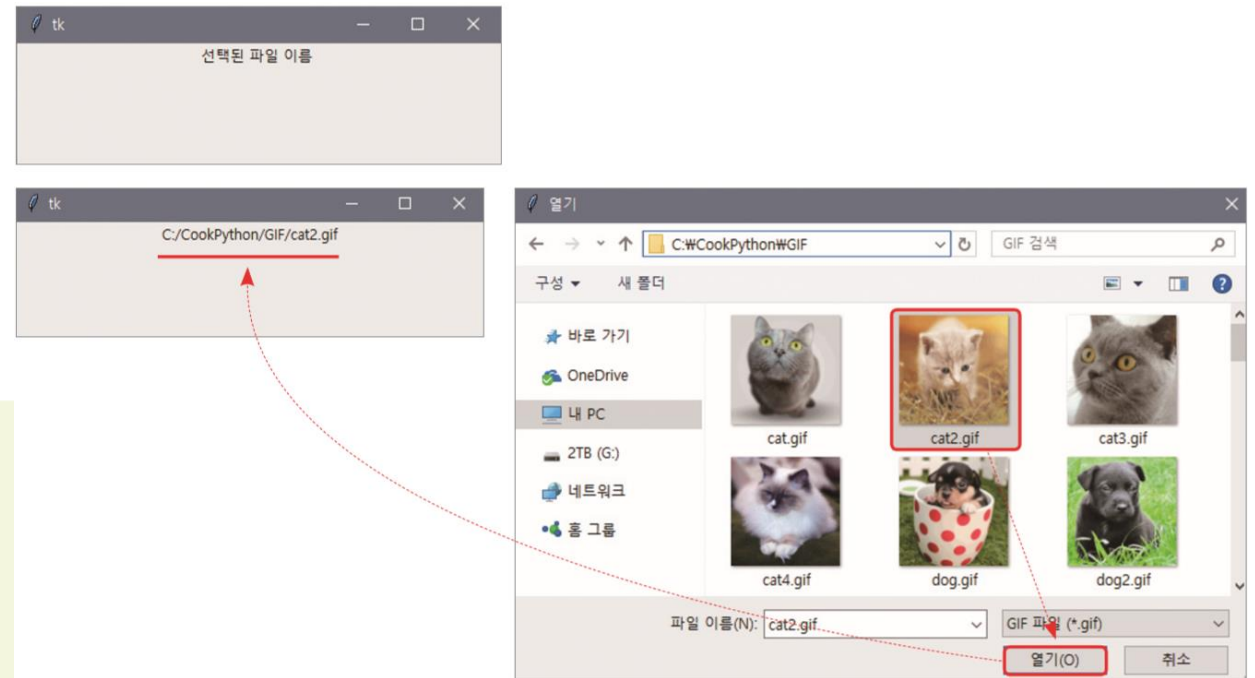 tk
선택된 파일 이름
tk
C:/CookPython/GIF/cat2.gif
열기
C:₩CookPython₩GIF
GIF 검색
구성
새 폴더
바로 가기
OneDrive
내 PC
2TB (G:)
네트워크
홈 그룹
cat.gif
cat2.gif
cat3.gif
cat4.gif
dog.gif
dog2.gif
파일 이름(N):
cat2.gif
GIF 파일 (*.gif)
열기(O)
취소